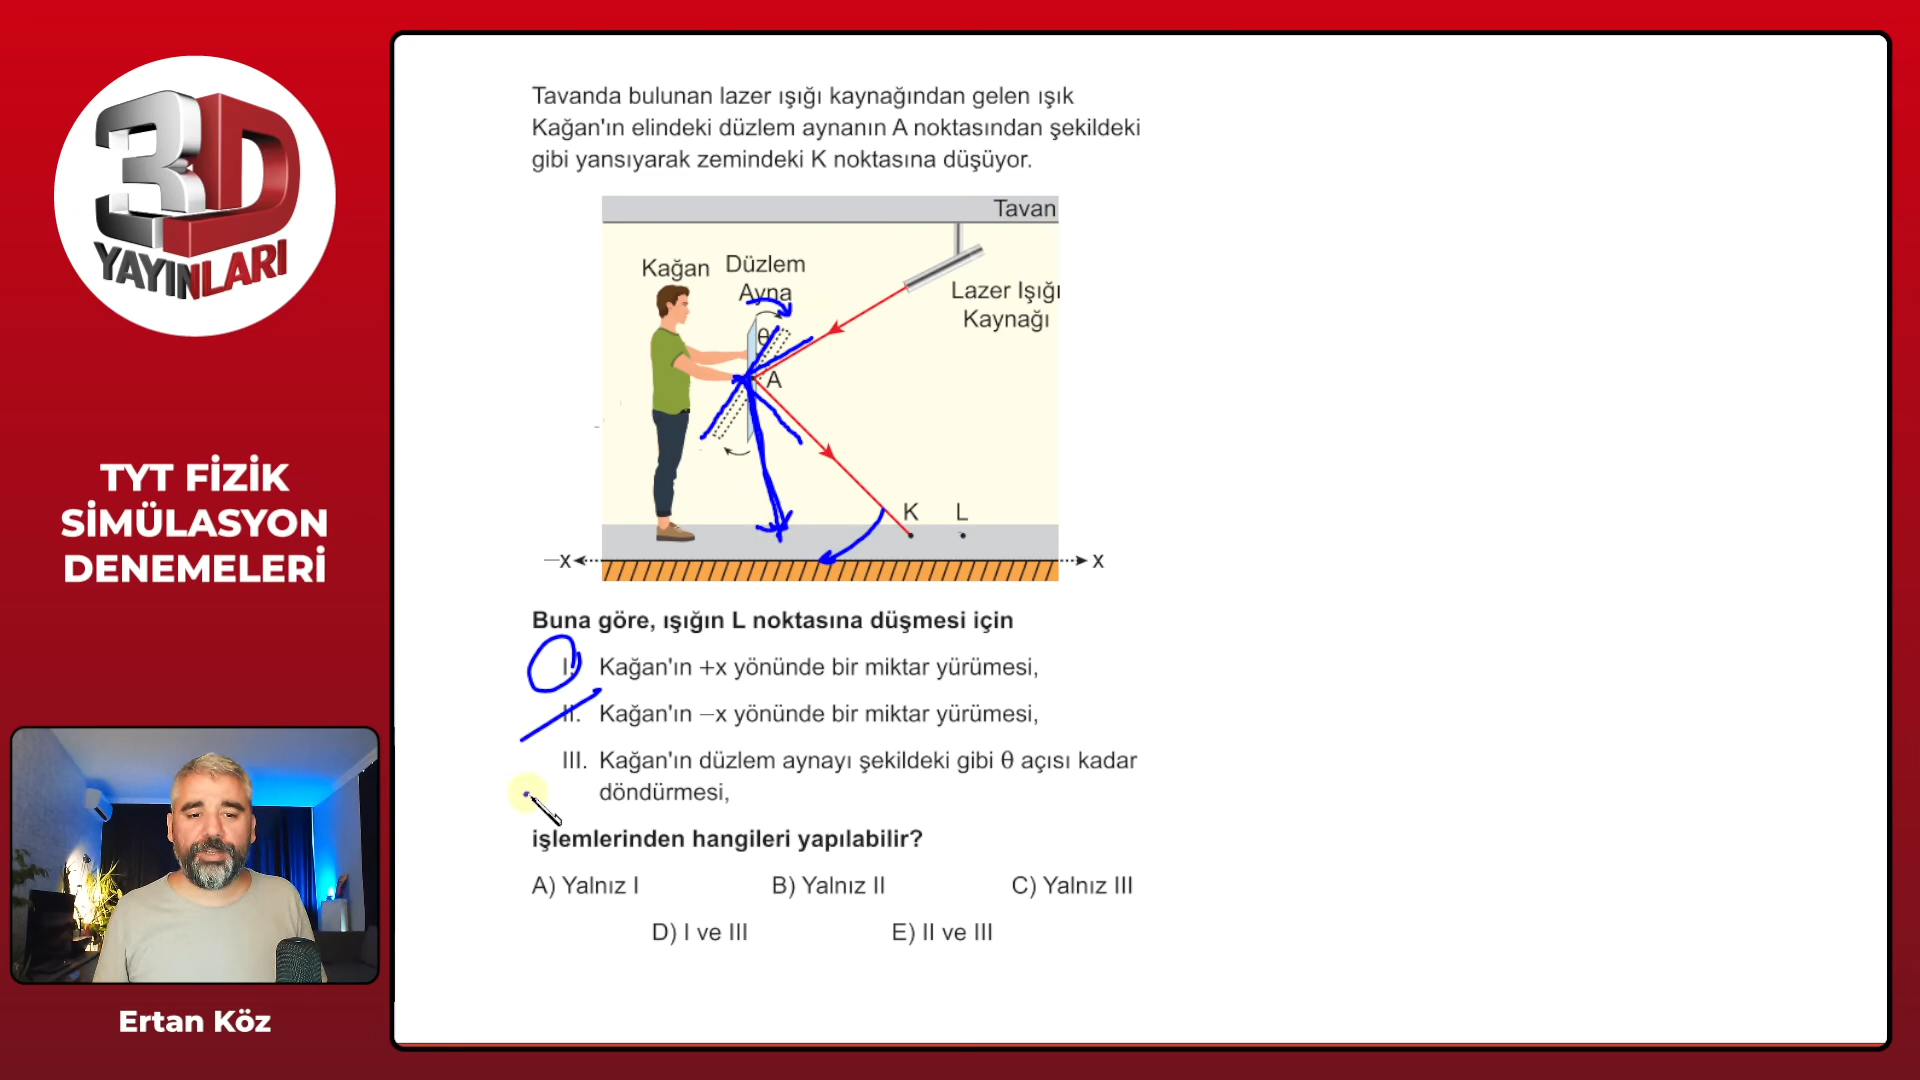 3D
YAYINLARI
TYT FİZİK
SİMÜLASYON
DENEMELERİ
Ertan Köz
Tavanda bulunan lazer ışığı kaynağından gelen ışık
Kağan'ın elindeki düzlem aynanın A noktasından şekildeki
gibi yansıyarak zemindeki K noktasına düşüyor.
Tavan
Kağan
Düzlem
Ayna
Lazer Işığı
Kaynağı
θ
A
K
L
–x
x
Buna göre, ışığın L noktasına düşmesi için
I. Kağan'ın +x yönünde bir miktar yürümesi,
II. Kağan'ın –x yönünde bir miktar yürümesi,
III. Kağan'ın düzlem aynayı şekildeki gibi θ açısı kadar
döndürmesi,
işlemlerinden hangileri yapılabilir?
A) Yalnız I B) Yalnız II C) Yalnız III
D) I ve III E) II ve III